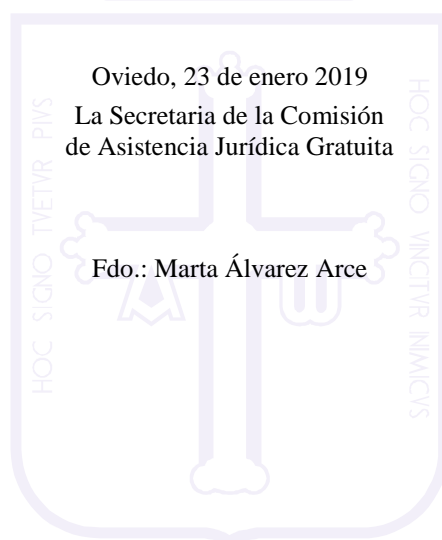 Oviedo, 23 de enero 2019
La Secretaria de la Comisión
de Asistencia Jurídica Gratuita
Fdo.: Marta Álvarez Arce
HOC SIGNO TVETVR PIVS
HOC SIGNO VINCITVR INIMICVS